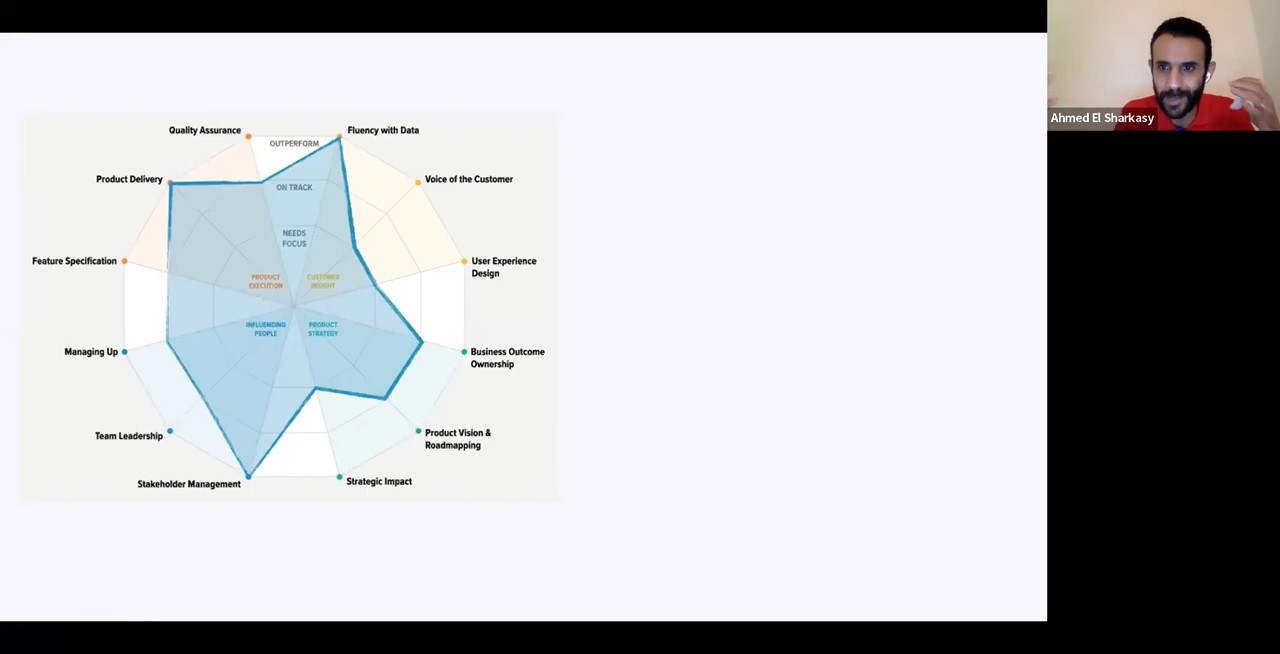 Ahmed El Sharkasy
Quality Assurance
Fluency with Data
OUTPERFORM
Product Delivery
Voice of the Customer
ON TRACK
NEEDS
FOCUS
Feature Specification
User Experience
Design
PRODUCT
EXECUTION
CUSTOMER
INSIGHT
INFLUENCING
PEOPLE
PRODUCT
STRATEGY
Managing Up
Business Outcome
Ownership
Team Leadership
Product Vision &
Roadmapping
Stakeholder Management
Strategic Impact